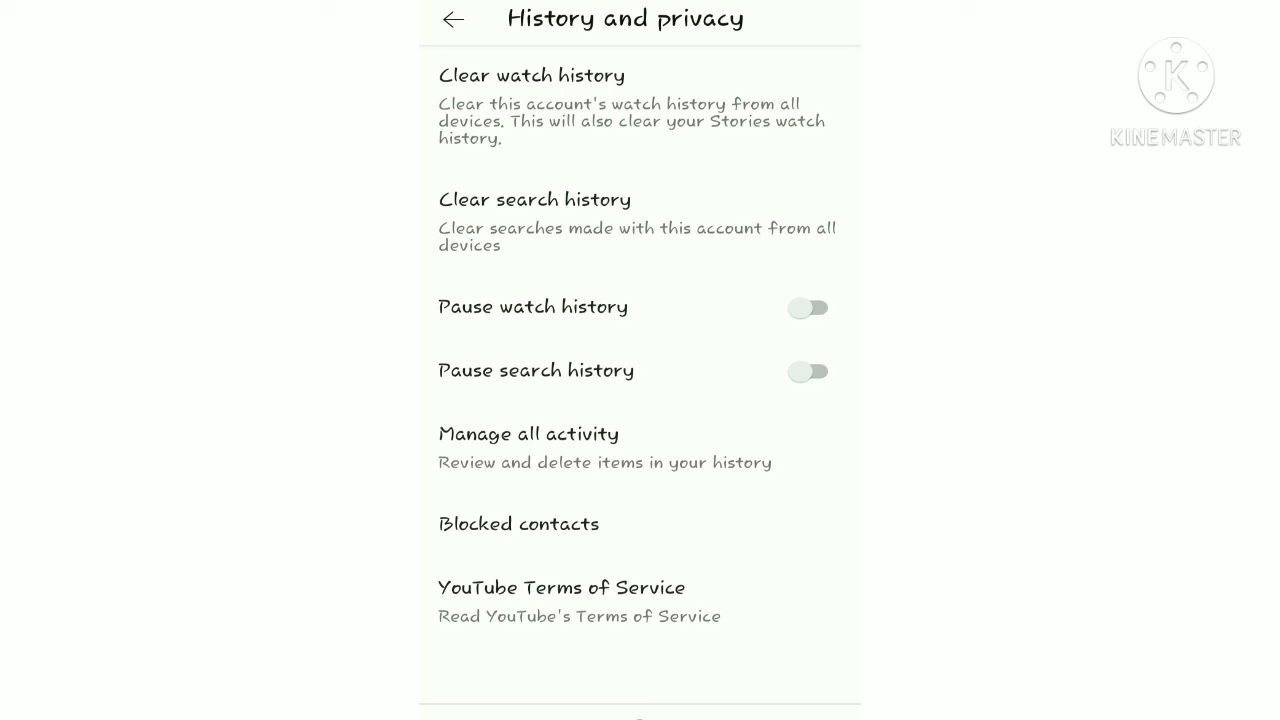 History and privacy
Clear watch history
Clear this account's watch history from all
devices. This will also clear your Stories watch
history.
Clear search history
Clear searches made with this account from all
devices
Pause watch history
Pause search history
Manage all activity
Review and delete items in your history
Blocked contacts
YouTube Terms of Service
Read YouTube's Terms of Service
K
KINEMASTER